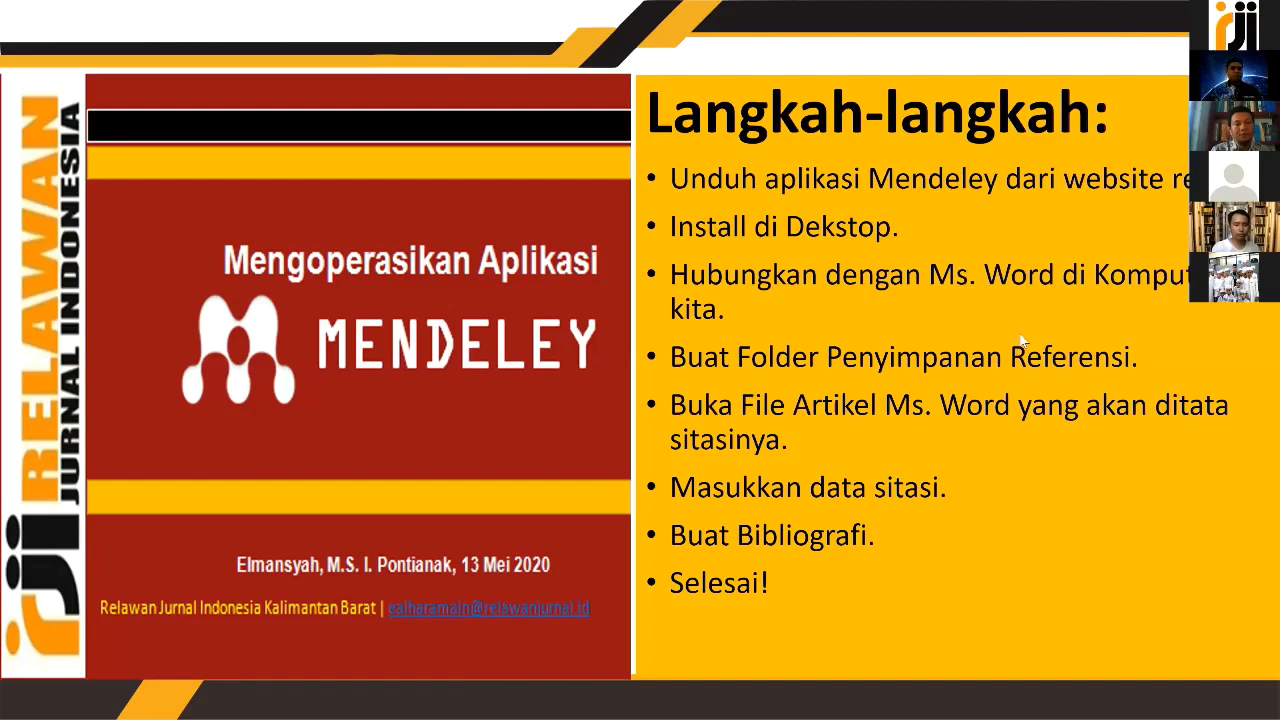 RELAWAN
JURNAL INDONESIA
rji
Mengoperasikan Aplikasi
MENDELEY
Elmansyah, M.S. I. Pontianak, 13 Mei 2020
Relawan Jurnal Indonesia Kalimantan Barat | ealharamain@relawanjurnal.id
Langkah-langkah:
• Unduh aplikasi Mendeley dari website
• Install di Dekstop.
• Hubungkan dengan Ms. Word di
kita.
• Buat Folder Penyimpanan Referensi.
• Buka File Artikel Ms. Word yang akan ditata
sitasinya.
• Masukkan data sitasi.
• Buat Bibliografi.
• Selesai!
rji